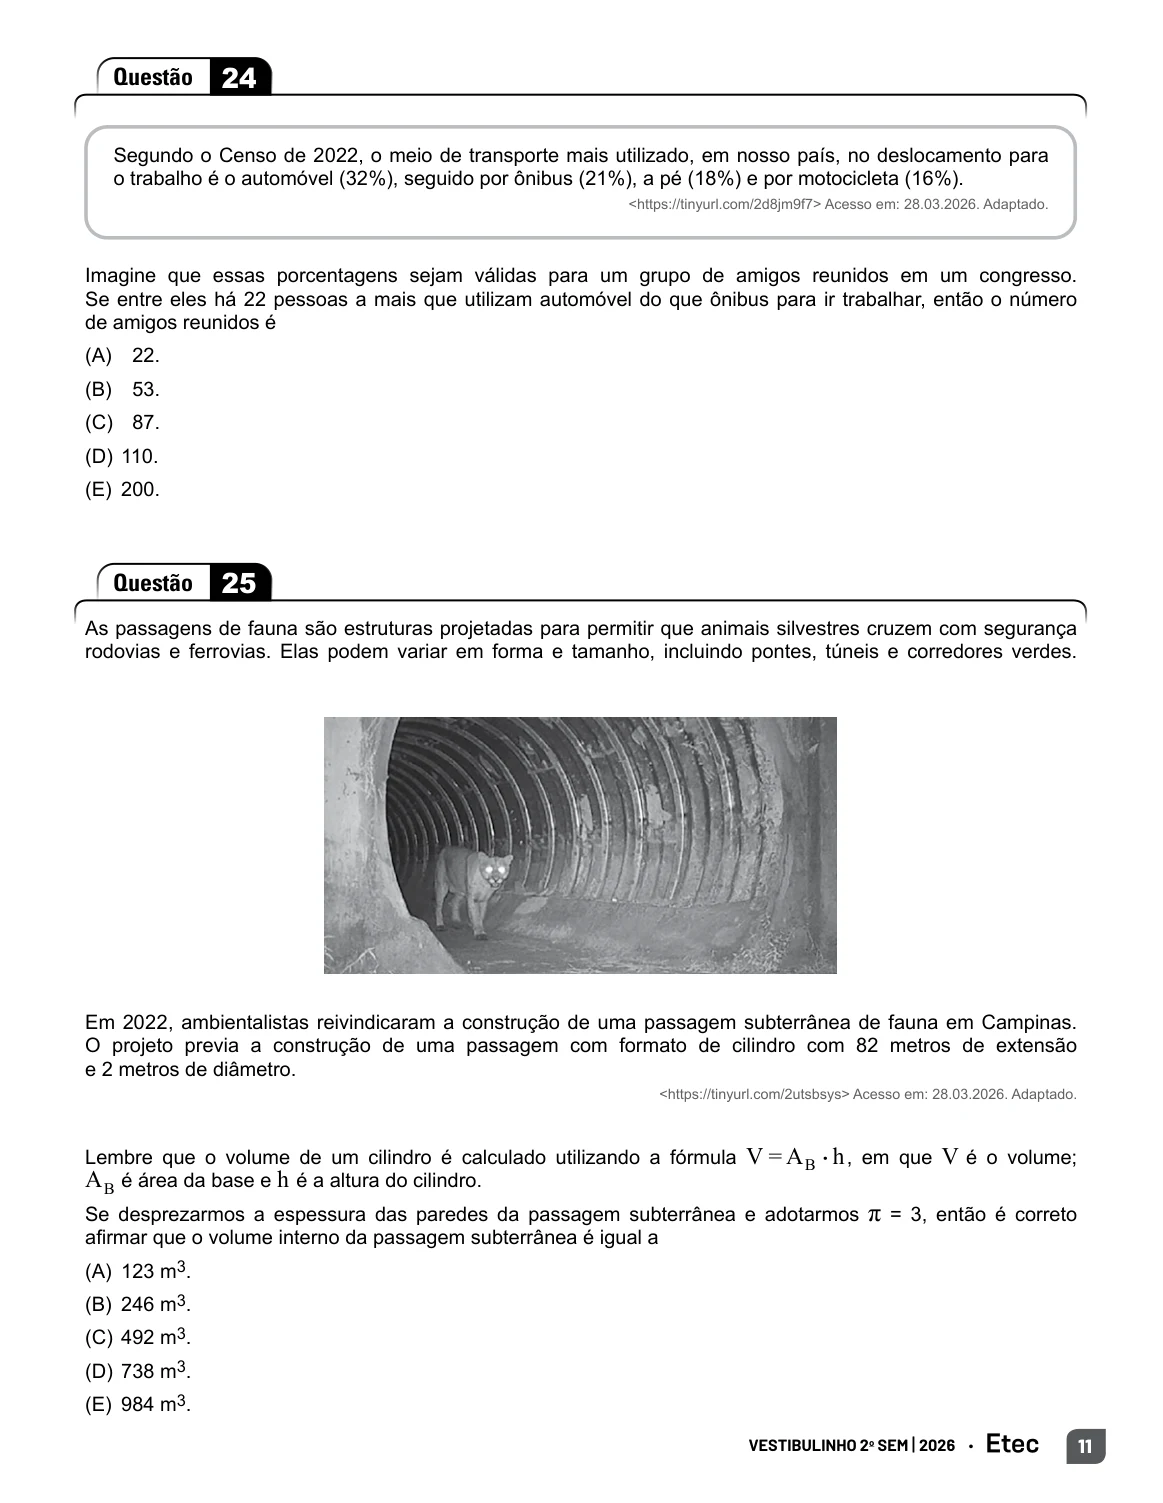 Questão 24
Segundo o Censo de 2022, o meio de transporte mais utilizado, em nosso país, no deslocamento para
o trabalho é o automóvel (32%), seguido por ônibus (21%), a pé (18%) e por motocicleta (16%).
<https://tinyurl.com/2d8jm9f7> Acesso em: 28.03.2026. Adaptado.
Imagine que essas porcentagens sejam válidas para um grupo de amigos reunidos em um congresso.
Se entre eles há 22 pessoas a mais que utilizam automóvel do que ônibus para ir trabalhar, então o número
de amigos reunidos é
(A) 22.
(B) 53.
(C) 87.
(D) 110.
(E) 200.
Questão 25
As passagens de fauna são estruturas projetadas para permitir que animais silvestres cruzem com segurança
rodovias e ferrovias. Elas podem variar em forma e tamanho, incluindo pontes, túneis e corredores verdes.
Em 2022, ambientalistas reivindicaram a construção de uma passagem subterrânea de fauna em Campinas.
O projeto previa a construção de uma passagem com formato de cilindro com 82 metros de extensão
e 2 metros de diâmetro.
<https://tinyurl.com/2utsbsys> Acesso em: 28.03.2026. Adaptado.
Lembre que o volume de um cilindro é calculado utilizando a fórmula V = A_B · h, em que V é o volume;
A_B é área da base e h é a altura do cilindro.
Se desprezarmos a espessura das paredes da passagem subterrânea e adotarmos π = 3, então é correto
afirmar que o volume interno da passagem subterrânea é igual a
(A) 123 m³.
(B) 246 m³.
(C) 492 m³.
(D) 738 m³.
(E) 984 m³.
VESTIBULINHO 2º SEM | 2026 • Etec 11